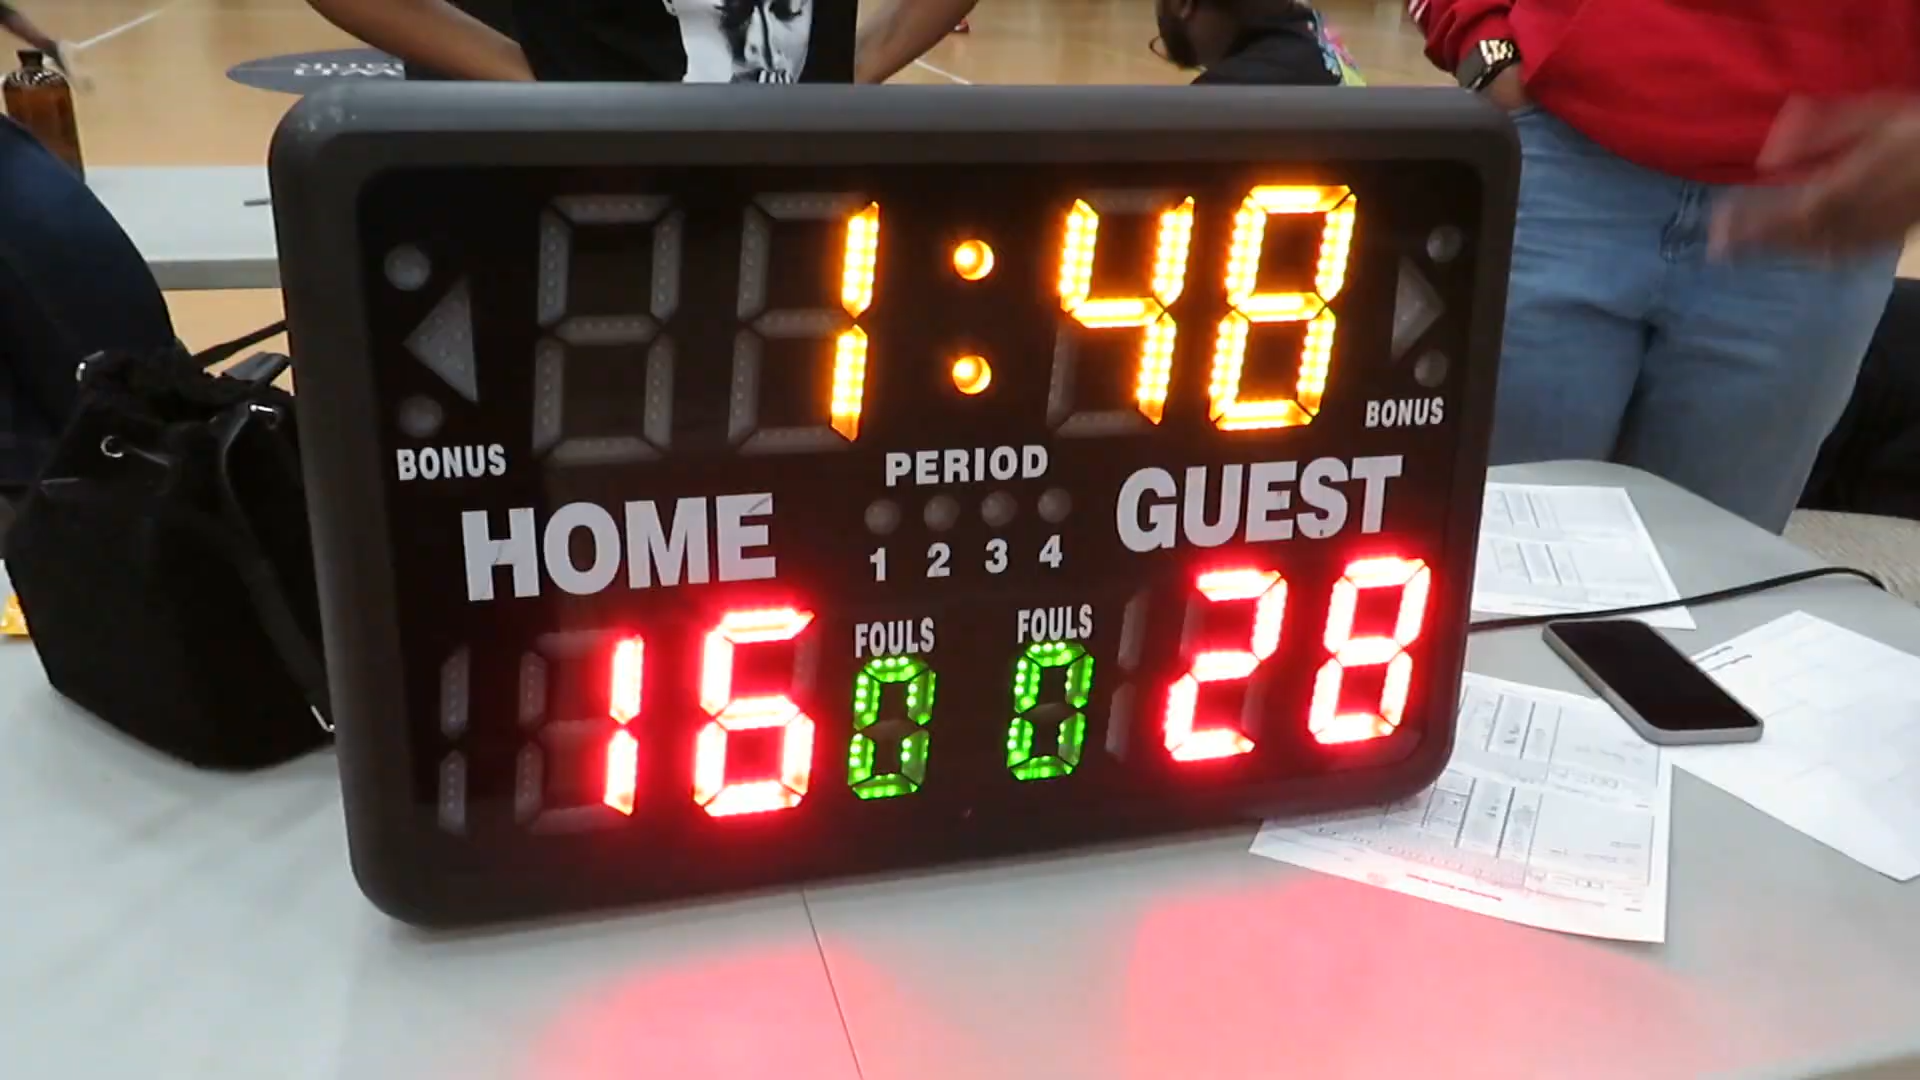 1:48
BONUS
PERIOD
BONUS
HOME
1 2 3 4
GUEST
16
FOULS
0
FOULS
0
28